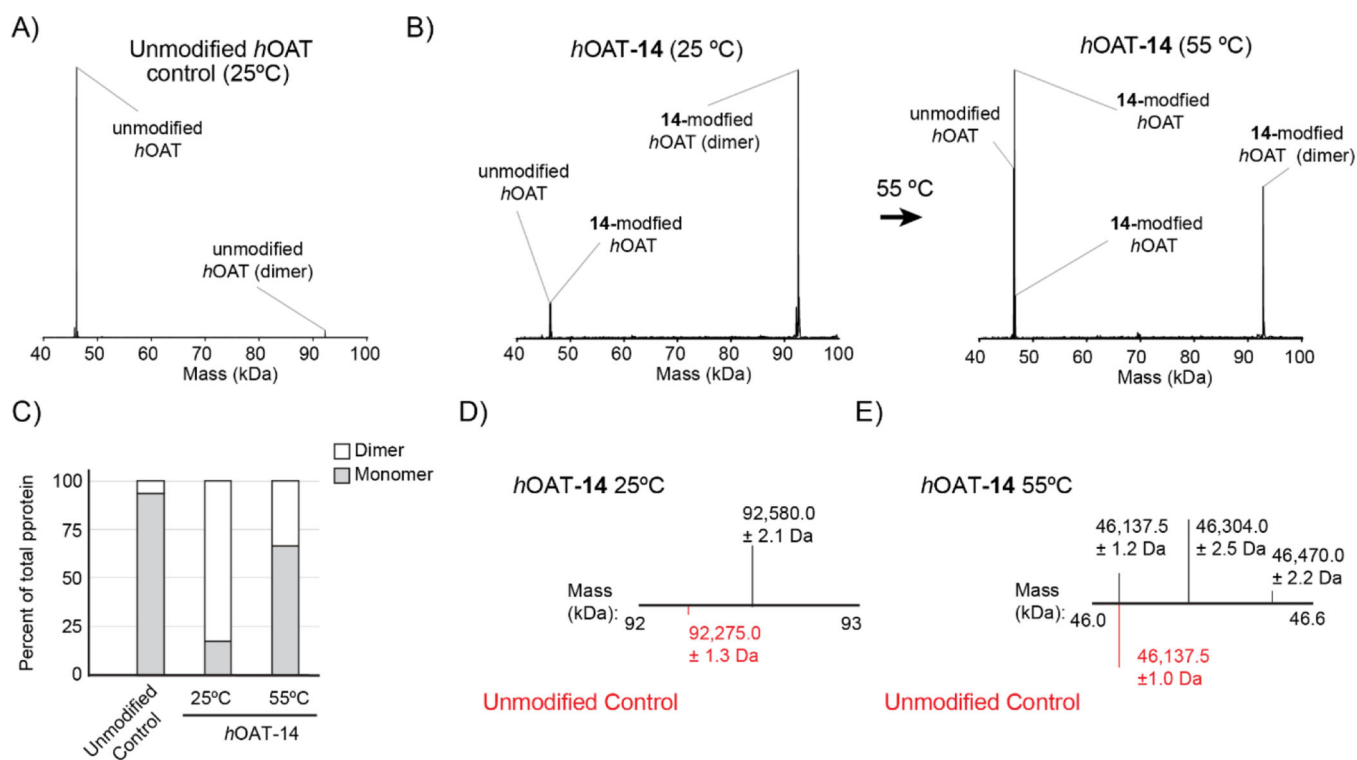 A)
Unmodified hOAT
control (25ºC)
unmodified
hOAT
unmodified
hOAT (dimer)
40 50 60 70 80 90 100
Mass (kDa)
B)
hOAT-14 (25 ºC)
14-modfied
hOAT (dimer)
unmodified
hOAT
14-modfied
hOAT
40 50 60 70 80 90 100
Mass (kDa)
55 ºC
hOAT-14 (55 ºC)
unmodified
hOAT
14-modfied
hOAT
14-modfied
hOAT (dimer)
14-modfied
hOAT
40 50 60 70 80 90 100
Mass (kDa)
C)
Dimer
Monomer
Percent of total pprotein
100
75
50
25
0
Unmodified
Control
25ºC
55ºC
hOAT-14
D)
hOAT-14 25ºC
92,580.0
± 2.1 Da
Mass
(kDa):
92
93
92,275.0
± 1.3 Da
Unmodified Control
E)
hOAT-14 55ºC
46,137.5
± 1.2 Da
46,304.0
± 2.5 Da
46,470.0
± 2.2 Da
Mass
(kDa):
46.0
46.6
46,137.5
±1.0 Da
Unmodified Control